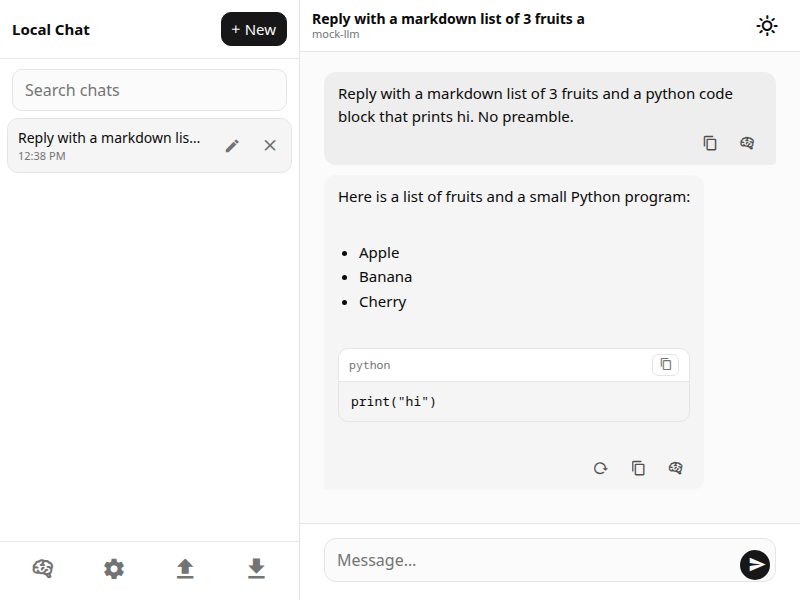 Local Chat
+ New
Search chats
Reply with a markdown lis...
12:38 PM
Reply with a markdown list of 3 fruits a
mock-llm
Reply with a markdown list of 3 fruits and a python code
block that prints hi. No preamble.
Here is a list of fruits and a small Python program:
• Apple
• Banana
• Cherry
python
print("hi")
Message...